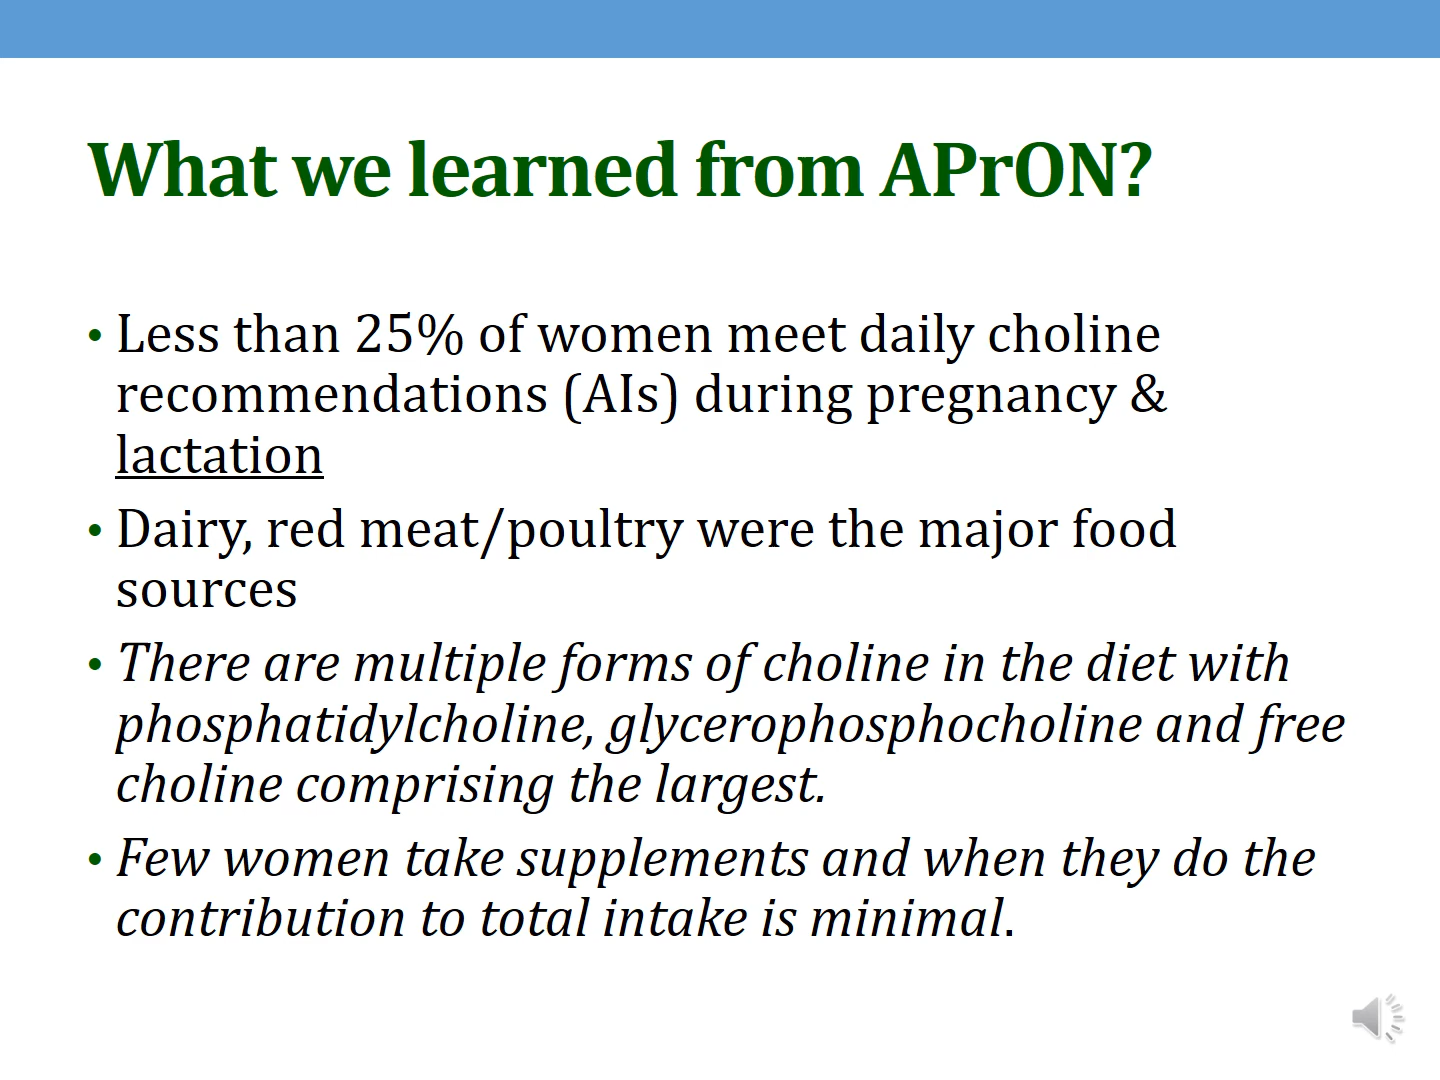 What we learned from APrON?
• Less than 25% of women meet daily choline
recommendations (AIs) during pregnancy &
lactation
• Dairy, red meat/poultry were the major food
sources
• There are multiple forms of choline in the diet with
phosphatidylcholine, glycerophosphocholine and free
choline comprising the largest.
• Few women take supplements and when they do the
contribution to total intake is minimal.